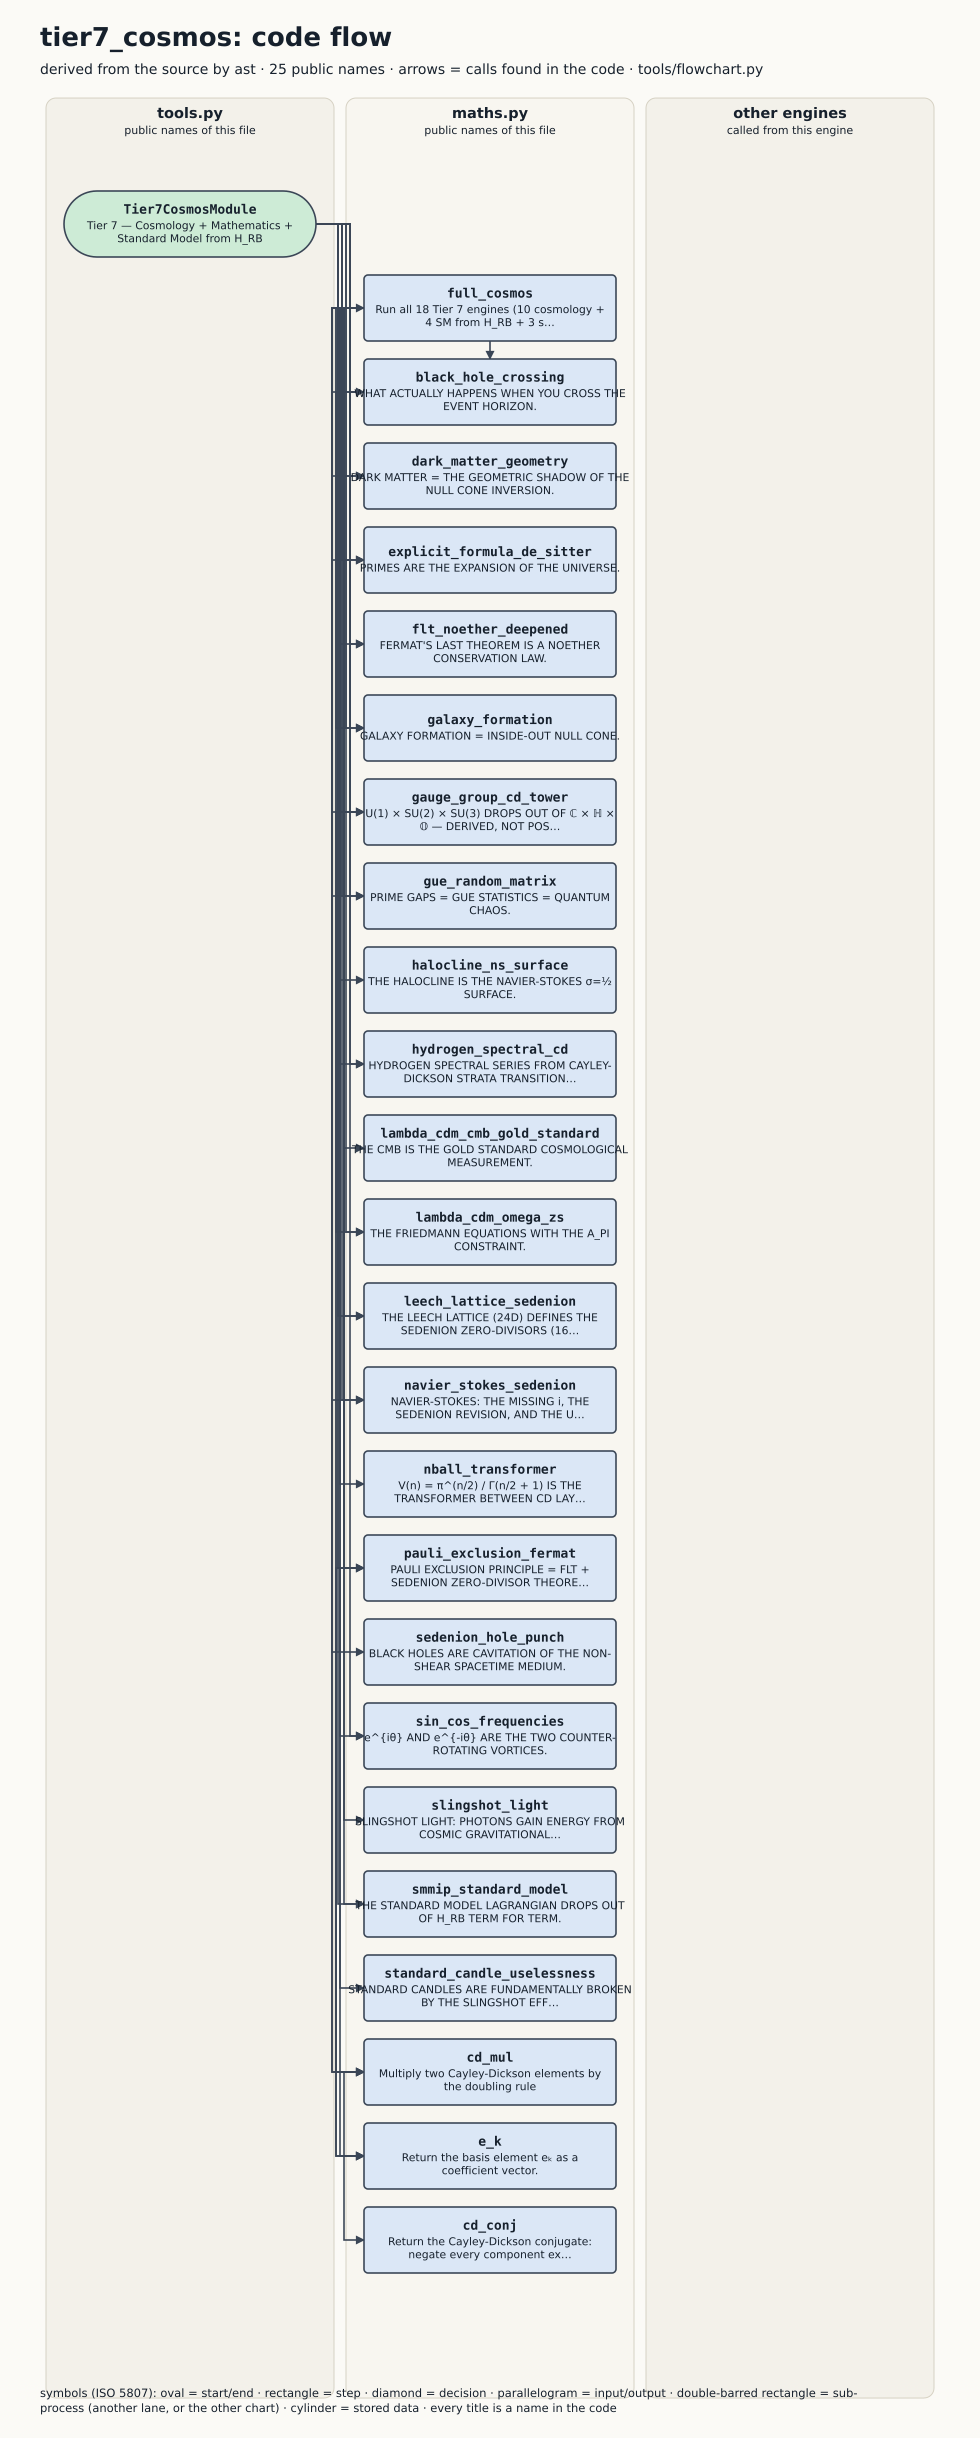 tier7_cosmos: code flow
derived from the source by ast · 25 public names · arrows = calls found in the code · tools/flowchart.py
tools.py
public names of this file
maths.py
public names of this file
other engines
called from this engine
Tier7CosmosModule
Tier 7 — Cosmology + Mathematics +
Standard Model from H_RB
full_cosmos
Run all 18 Tier 7 engines (10 cosmology +
4 SM from H_RB + 3 s…
black_hole_crossing
WHAT ACTUALLY HAPPENS WHEN YOU CROSS THE
EVENT HORIZON.
dark_matter_geometry
DARK MATTER = THE GEOMETRIC SHADOW OF THE
NULL CONE INVERSION.
explicit_formula_de_sitter
PRIMES ARE THE EXPANSION OF THE UNIVERSE.
flt_noether_deepened
FERMAT'S LAST THEOREM IS A NOETHER
CONSERVATION LAW.
galaxy_formation
GALAXY FORMATION = INSIDE-OUT NULL CONE.
gauge_group_cd_tower
U(1) × SU(2) × SU(3) DROPS OUT OF ℂ × ℍ ×
𝕆 — DERIVED, NOT POS…
gue_random_matrix
PRIME GAPS = GUE STATISTICS = QUANTUM
CHAOS.
halocline_ns_surface
THE HALOCLINE IS THE NAVIER-STOKES σ=½
SURFACE.
hydrogen_spectral_cd
HYDROGEN SPECTRAL SERIES FROM CAYLEY-
DICKSON STRATA TRANSITION…
lambda_cdm_cmb_gold_standard
THE CMB IS THE GOLD STANDARD COSMOLOGICAL
MEASUREMENT.
lambda_cdm_omega_zs
THE FRIEDMANN EQUATIONS WITH THE A_PI
CONSTRAINT.
leech_lattice_sedenion
THE LEECH LATTICE (24D) DEFINES THE
SEDENION ZERO-DIVISORS (16…
navier_stokes_sedenion
NAVIER-STOKES: THE MISSING i, THE
SEDENION REVISION, AND THE U…
nball_transformer
V(n) = π^(n/2) / Γ(n/2 + 1) IS THE
TRANSFORMER BETWEEN CD LAY…
pauli_exclusion_fermat
PAULI EXCLUSION PRINCIPLE = FLT +
SEDENION ZERO-DIVISOR THEORE…
sedenion_hole_punch
BLACK HOLES ARE CAVITATION OF THE NON-
SHEAR SPACETIME MEDIUM.
sin_cos_frequencies
e^{iθ} AND e^{-iθ} ARE THE TWO COUNTER-
ROTATING VORTICES.
slingshot_light
SLINGSHOT LIGHT: PHOTONS GAIN ENERGY FROM
COSMIC GRAVITATIONAL…
smmip_standard_model
THE STANDARD MODEL LAGRANGIAN DROPS OUT
OF H_RB TERM FOR TERM.
standard_candle_uselessness
STANDARD CANDLES ARE FUNDAMENTALLY BROKEN
BY THE SLINGSHOT EFF…
cd_mul
Multiply two Cayley-Dickson elements by
the doubling rule
e_k
Return the basis element eₖ as a
coefficient vector.
cd_conj
Return the Cayley-Dickson conjugate:
negate every component ex…
symbols (ISO 5807): oval = start/end · rectangle = step · diamond = decision · parallelogram = input/output · double-barred rectangle = sub-
process (another lane, or the other chart) · cylinder = stored data · every title is a name in the code